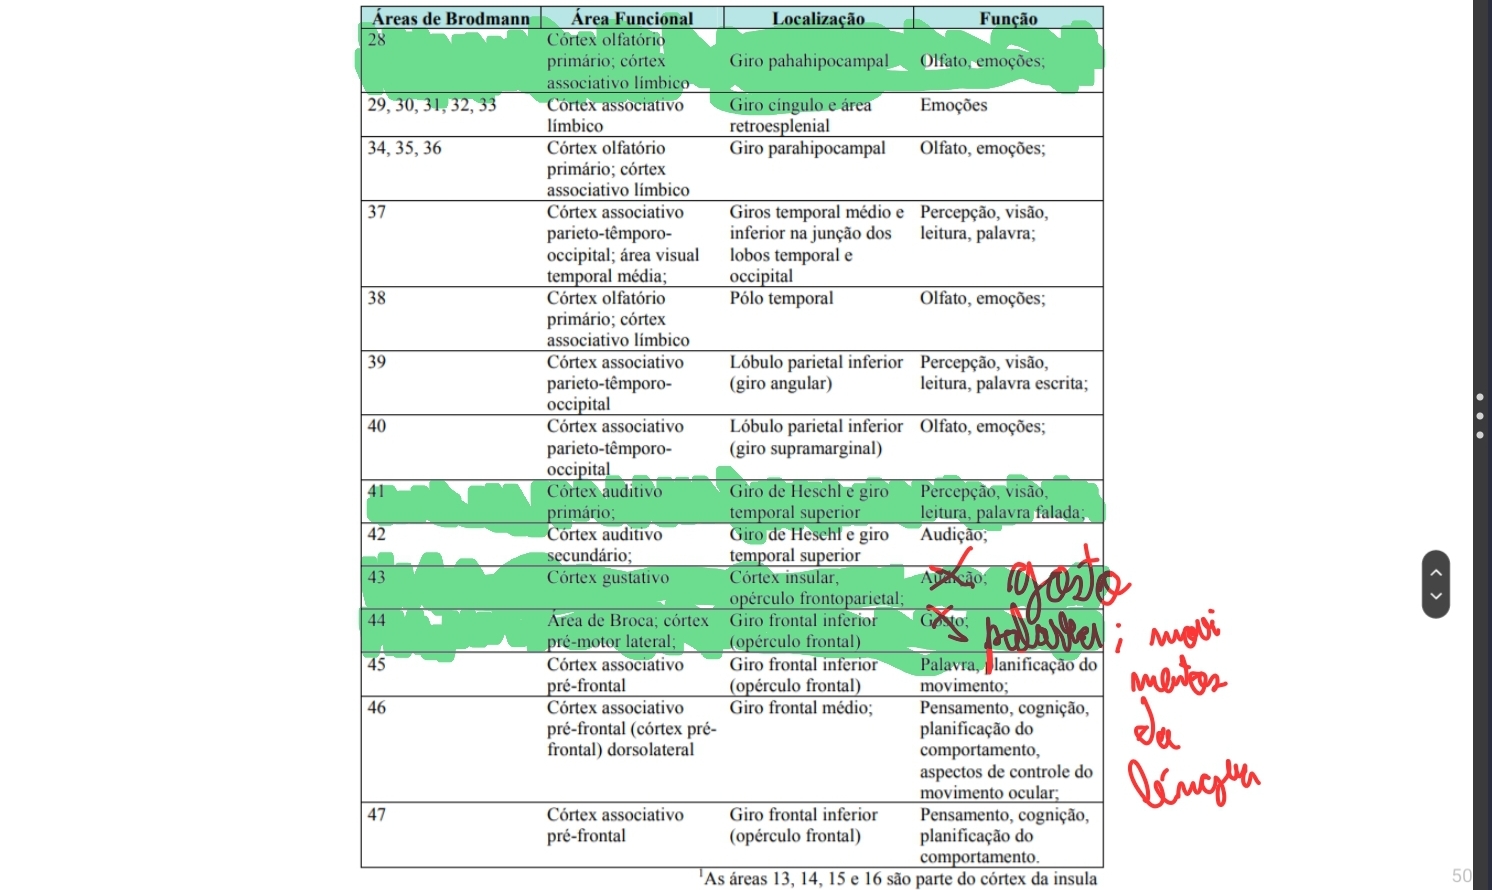 Áreas de Brodmann Área Funcional Localização Função
28 Córtex olfatório
primário; córtex Giro pahahipocampal Olfato, emoções;
associativo límbico
29, 30, 31, 32, 33 Córtex associativo Giro cíngulo e área Emoções
límbico retroesplenial
34, 35, 36 Córtex olfatório Giro parahipocampal Olfato, emoções;
primário; córtex
associativo límbico
37 Córtex associativo Giros temporal médio e Percepção, visão,
parieto-têmporo- inferior na junção dos leitura, palavra;
occipital; área visual lobos temporal e
temporal média; occipital
38 Córtex olfatório Pólo temporal Olfato, emoções;
primário; córtex
associativo límbico
39 Córtex associativo Lóbulo parietal inferior Percepção, visão,
parieto-têmporo- (giro angular) leitura, palavra escrita;
occipital
40 Córtex associativo Lóbulo parietal inferior Olfato, emoções;
parieto-têmporo- (giro supramarginal)
occipital
41 Córtex auditivo Giro de Heschl e giro Percepção, visão,
primário; temporal superior leitura, palavra falada;
42 Córtex auditivo Giro de Heschl e giro Audição;
secundário; temporal superior
43 Córtex gustativo Córtex insular, Audição; gosto
opérculo frontoparietal;
44 Área de Broca; córtex Giro frontal inferior Gosto; ; movi
pré-motor lateral; (opérculo frontal)
45 Córtex associativo Giro frontal inferior Palavra, planificação do mentos
pré-frontal (opérculo frontal) movimento;
46 Córtex associativo Giro frontal médio; Pensamento, cognição,
pré-frontal (córtex pré- planificação do da
frontal) dorsolateral comportamento,
aspectos de controle do língua
movimento ocular;
47 Córtex associativo Giro frontal inferior Pensamento, cognição,
pré-frontal (opérculo frontal) planificação do
comportamento.
¹As áreas 13, 14, 15 e 16 são parte do córtex da insula
50